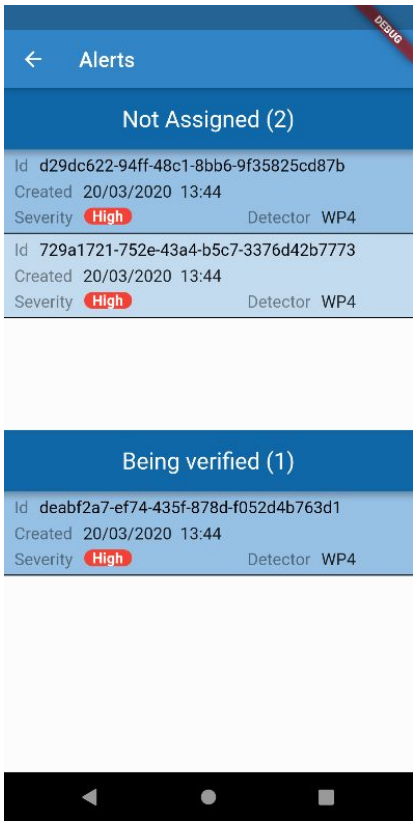 DEBUG
Alerts
Not Assigned (2)
Id d29dc622-94ff-48c1-8bb6-9f35825cd87b
Created 20/03/2020 13:44
Severity High Detector WP4
Id 729a1721-752e-43a4-b5c7-3376d42b7773
Created 20/03/2020 13:44
Severity High Detector WP4
Being verified (1)
Id deabf2a7-ef74-435f-878d-f052d4b763d1
Created 20/03/2020 13:44
Severity High Detector WP4